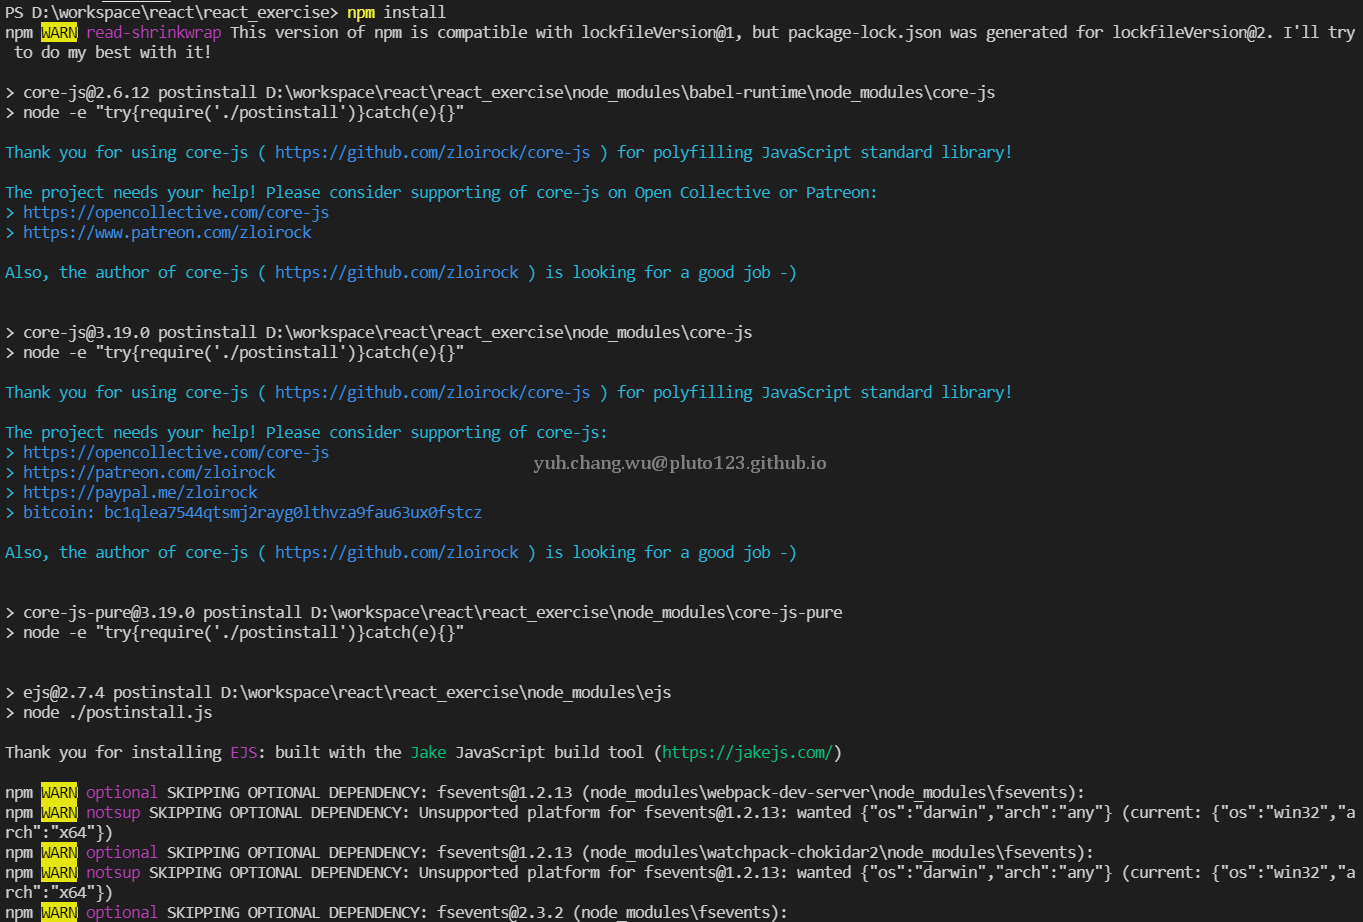 PS D:\workspace\react\react_exercise> npm install
npm WARN read-shrinkwrap This version of npm is compatible with lockfileVersion@1, but package-lock.json was generated for lockfileVersion@2. I'll try
 to do my best with it!
> core-js@2.6.12 postinstall D:\workspace\react\react_exercise\node_modules\babel-runtime\node_modules\core-js
> node -e "try{require('./postinstall')}catch(e){}"
Thank you for using core-js ( https://github.com/zloirock/core-js ) for polyfilling JavaScript standard library!
The project needs your help! Please consider supporting of core-js on Open Collective or Patreon:
> https://opencollective.com/core-js
> https://www.patreon.com/zloirock
Also, the author of core-js ( https://github.com/zloirock ) is looking for a good job -)
> core-js@3.19.0 postinstall D:\workspace\react\react_exercise\node_modules\core-js
> node -e "try{require('./postinstall')}catch(e){}"
Thank you for using core-js ( https://github.com/zloirock/core-js ) for polyfilling JavaScript standard library!
The project needs your help! Please consider supporting of core-js:
> https://opencollective.com/core-js
yuh.chang.wu@pluto123.github.io
> https://patreon.com/zloirock
> https://paypal.me/zloirock
> bitcoin: bc1qlea7544qtsmj2rayg0lthvza9fau63ux0fstcz
Also, the author of core-js ( https://github.com/zloirock ) is looking for a good job -)
> core-js-pure@3.19.0 postinstall D:\workspace\react\react_exercise\node_modules\core-js-pure
> node -e "try{require('./postinstall')}catch(e){}"
> ejs@2.7.4 postinstall D:\workspace\react\react_exercise\node_modules\ejs
> node ./postinstall.js
Thank you for installing EJS: built with the Jake JavaScript build tool (https://jakejs.com/)
npm WARN optional SKIPPING OPTIONAL DEPENDENCY: fsevents@1.2.13 (node_modules\webpack-dev-server\node_modules\fsevents):
npm WARN notsup SKIPPING OPTIONAL DEPENDENCY: Unsupported platform for fsevents@1.2.13: wanted {"os":"darwin","arch":"any"} (current: {"os":"win32","a
rch":"x64"})
npm WARN optional SKIPPING OPTIONAL DEPENDENCY: fsevents@1.2.13 (node_modules\watchpack-chokidar2\node_modules\fsevents):
npm WARN notsup SKIPPING OPTIONAL DEPENDENCY: Unsupported platform for fsevents@1.2.13: wanted {"os":"darwin","arch":"any"} (current: {"os":"win32","a
rch":"x64"})
npm WARN optional SKIPPING OPTIONAL DEPENDENCY: fsevents@2.3.2 (node_modules\fsevents):